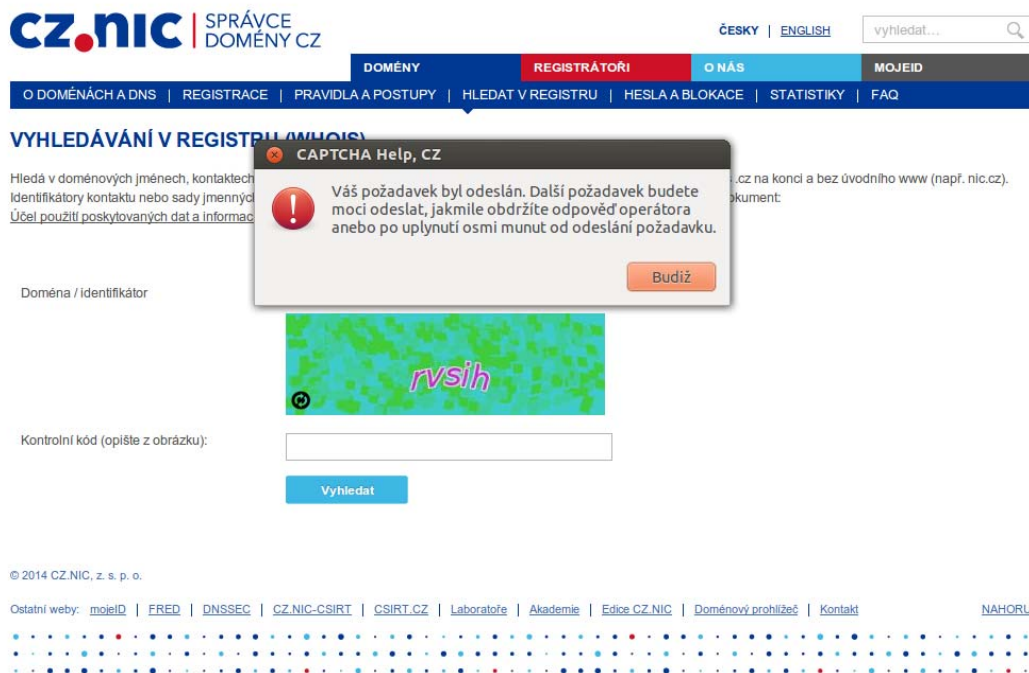 CZ.NIC | SPRÁVCE
DOMÉNY CZ
ČESKY | ENGLISH
vyhledat...
DOMÉNY
REGISTRÁTOŘI
O NÁS
MOJEID
O DOMÉNÁCH A DNS | REGISTRACE | PRAVIDLA A POSTUPY | HLEDAT V REGISTRU | HESLA A BLOKACE | STATISTIKY | FAQ
VYHLEDÁVÁNÍ V REGISTRU (WHOIS)
CAPTCHA Help, CZ
Váš požadavek byl odeslán. Další požadavek budete
moci odeslat, jakmile obdržíte odpověď operátora
anebo po uplynutí osmi munut od odeslání požadavku.
Budiž
Hledá v doménových jménech, kontaktech
.cz na konci a bez úvodního www (např. nic.cz).
Identifikátory kontaktu nebo sady jmenných
Účel použití poskytovaných dat a informac
Doména / identifikátor
rvsih
Kontrolní kód (opište z obrázku):
Vyhledat
© 2014 CZ.NIC, z. s. p. o.
Ostatní weby: mojeID | FRED | DNSSEC | CZ.NIC-CSIRT | CSIRT.CZ | Laboratoře | Akademie | Edice CZ.NIC | Doménový prohlížeč | Kontakt
NAHORU